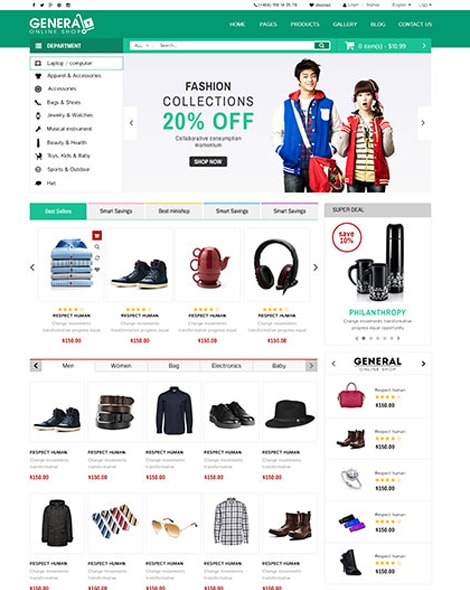 (+166) 168 16 25 78
Wishlist
Login / Framer
English
USD
GENERAL
ONLINE SHOP
HOME
PAGES
PRODUCTS
GALLERY
BLOG
CONTACT US
DEPARTMENT
ALL
Search
0 item(s) - $10.99
Laptop / computer
Apparel & Accessories
Accessories
Bags & Shoes
Jewelry & Watches
Musical enstrument
Beauty & Health
Toys, Kids & Baby
Sports & Outdoor
Hat
FASHION
COLLECTIONS
20% OFF
Collaborative consumption
momentum
SHOP NOW
Best Sellers
Smart Savings
Best minishop
Smart Savings
Smart Savings
SUPER DEAL
save
10%
RESPECT HUMAN
Change movements
transformative progress equal
$150.00
RESPECT HUMAN
Change movements
transformative progress equal
$150.00
RESPECT HUMAN
Change movements
transformative progress equal
$150.00
RESPECT HUMAN
Change movements
transformative progress equal
$150.00
PHILANTHROPY
Change movements transformative
progress equal opportunity
Men
Women
Bag
Electronics
Baby
GENERAL
ONLINE SHOP
RESPECT HUMAN
Change movements
transformative
$150.00
RESPECT HUMAN
Change movements
transformative
$150.00
RESPECT HUMAN
Change movements
transformative
$150.00
RESPECT HUMAN
Change movements
transformative
$150.00
RESPECT HUMAN
Change movements
transformative
$150.00
Respect human
$150.00
Respect human
$150.00
Respect human
$150.00
Respect human
$150.00
Respect human
$150.00
RESPECT HUMAN
Change movements
transformative
$150.00
RESPECT HUMAN
Change movements
transformative
$150.00
RESPECT HUMAN
Change movements
transformative
$150.00
RESPECT HUMAN
Change movements
transformative
$150.00
RESPECT HUMAN
Change movements
transformative
$150.00